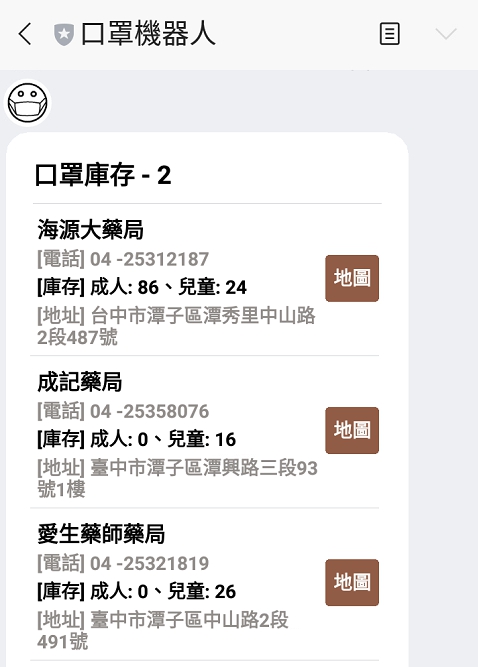 口罩機器人
口罩庫存 - 2
海源大藥局
[電話] 04 -25312187
[庫存] 成人: 86、兒童: 24
[地址] 台中市潭子區潭秀里中山路
2段487號
地圖
成記藥局
[電話] 04 -25358076
[庫存] 成人: 0、兒童: 16
[地址] 臺中市潭子區潭興路三段93
號1樓
地圖
愛生藥師藥局
[電話] 04 -25321819
[庫存] 成人: 0、兒童: 26
[地址] 臺中市潭子區中山路2段
491號
地圖